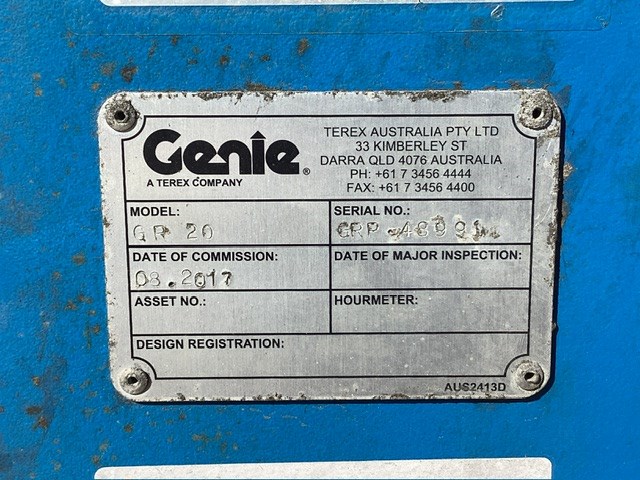 Genie®
A TEREX COMPANY
TEREX AUSTRALIA PTY LTD
33 KIMBERLEY ST
DARRA QLD 4076 AUSTRALIA
PH: +61 7 3456 4444
FAX: +61 7 3456 4400
MODEL:
GR 20
SERIAL NO.:
DATE OF COMMISSION:
08.2017
DATE OF MAJOR INSPECTION:
ASSET NO.:
HOURMETER:
DESIGN REGISTRATION:
AUS2413D